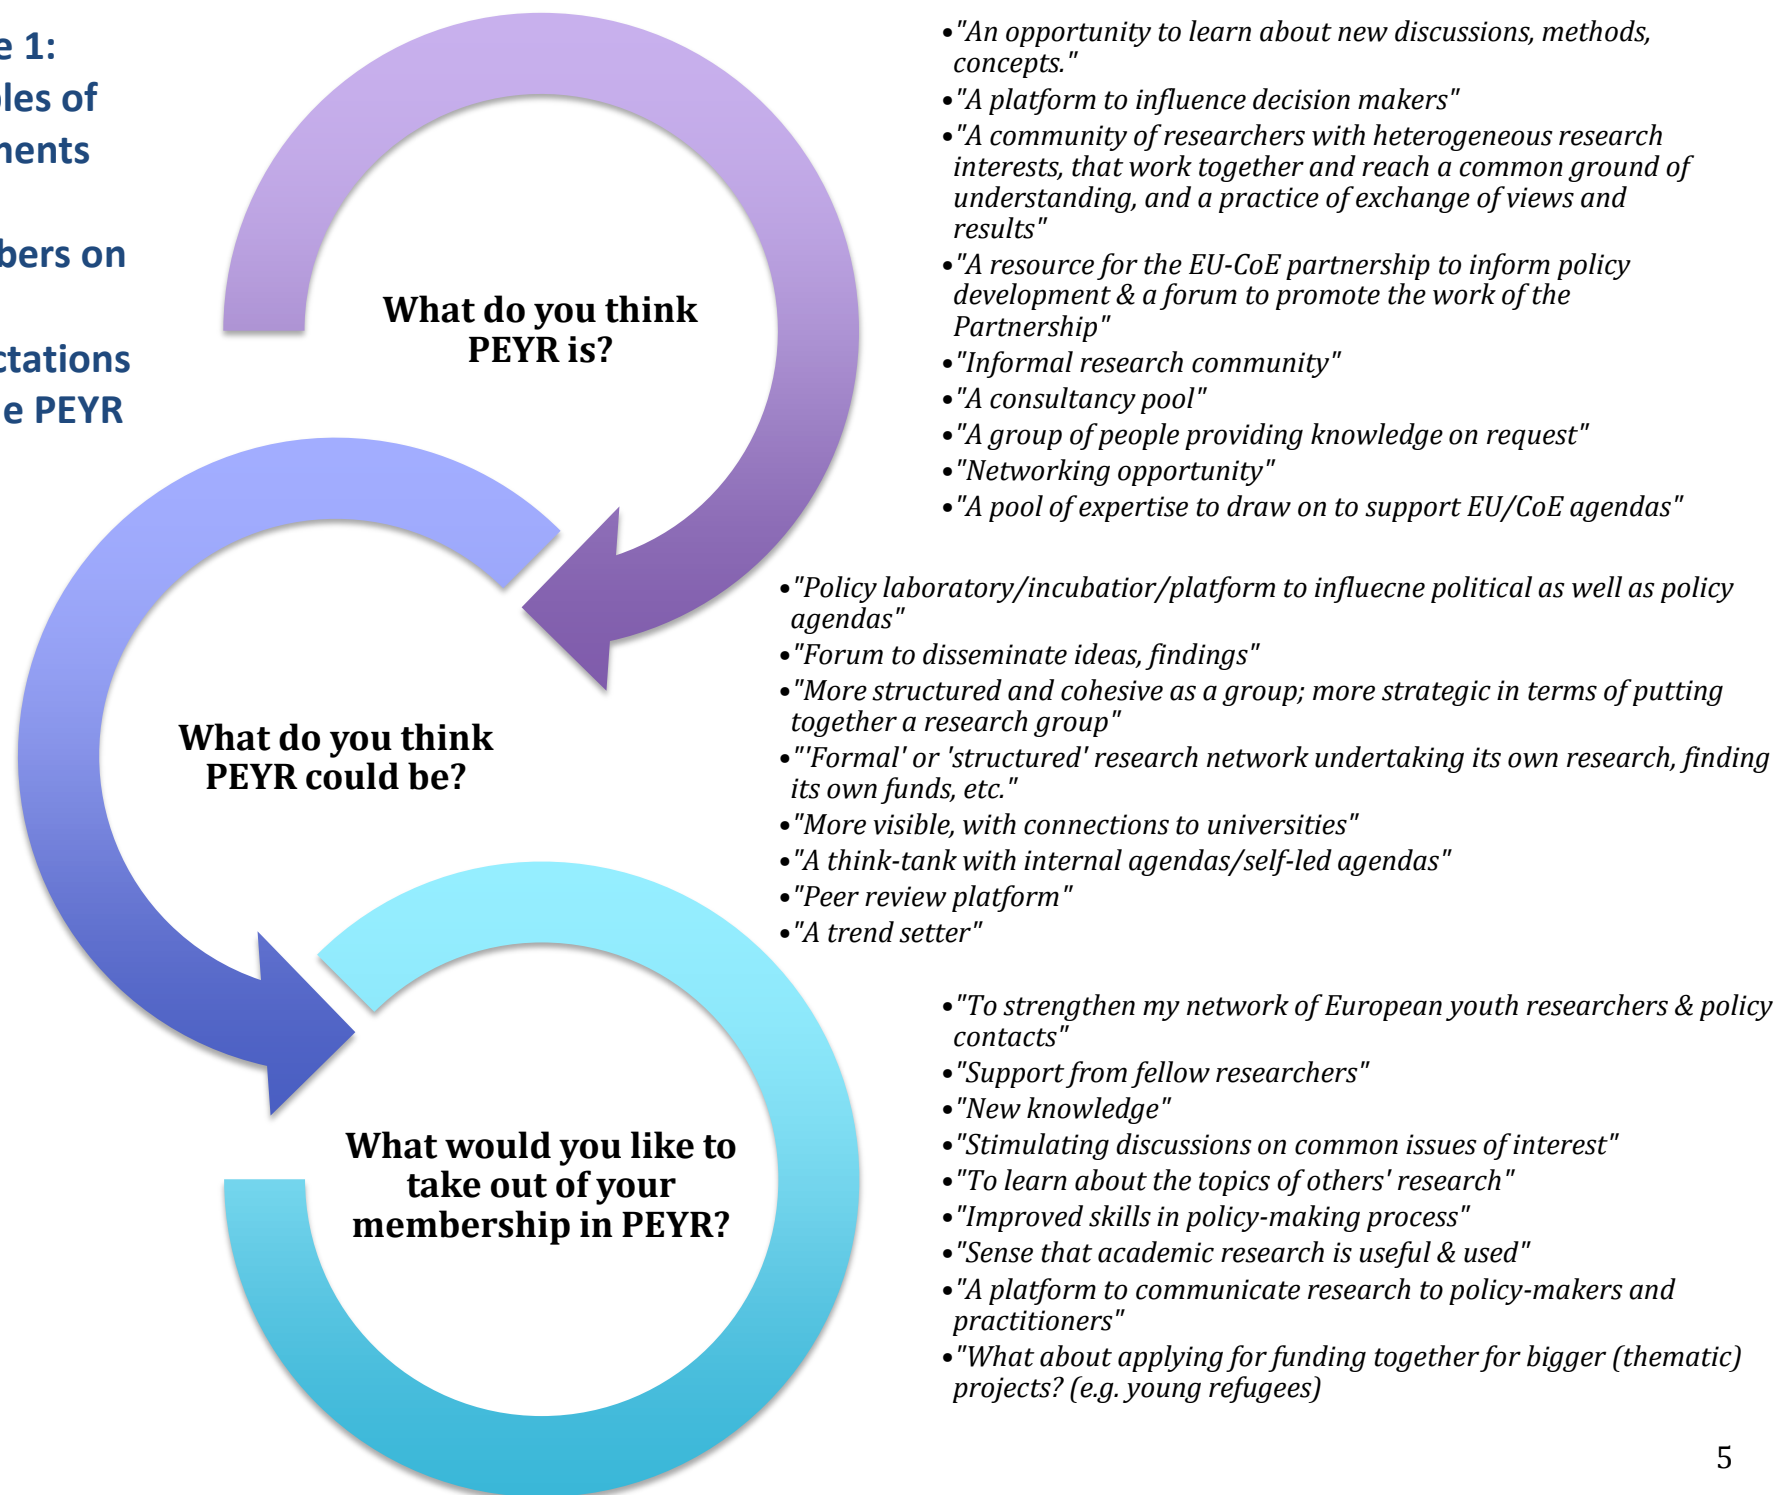 e 1:
les of
nents
bers on
ctations
e PEYR
What do you think
PEYR is?
•"An opportunity to learn about new discussions, methods,
concepts."
•"A platform to influence decision makers"
•"A community of researchers with heterogeneous research
interests, that work together and reach a common ground of
understanding, and a practice of exchange of views and
results"
•"A resource for the EU-CoE partnership to inform policy
development & a forum to promote the work of the
Partnership"
•"Informal research community"
•"A consultancy pool"
•"A group of people providing knowledge on request"
•"Networking opportunity"
•"A pool of expertise to draw on to support EU/CoE agendas"
What do you think
PEYR could be?
•"Policy laboratory/incubatior/platform to influecne political as well as policy
agendas"
•"Forum to disseminate ideas, findings"
•"More structured and cohesive as a group; more strategic in terms of putting
together a research group"
•"'Formal' or 'structured' research network undertaking its own research, finding
its own funds, etc."
•"More visible, with connections to universities"
•"A think-tank with internal agendas/self-led agendas"
•"Peer review platform"
•"A trend setter"
What would you like to
take out of your
membership in PEYR?
•"To strengthen my network of European youth researchers & policy
contacts"
•"Support from fellow researchers"
•"New knowledge"
•"Stimulating discussions on common issues of interest"
•"To learn about the topics of others' research"
•"Improved skills in policy-making process"
•"Sense that academic research is useful & used"
•"A platform to communicate research to policy-makers and
practitioners"
•"What about applying for funding together for bigger (thematic)
projects? (e.g. young refugees)
5